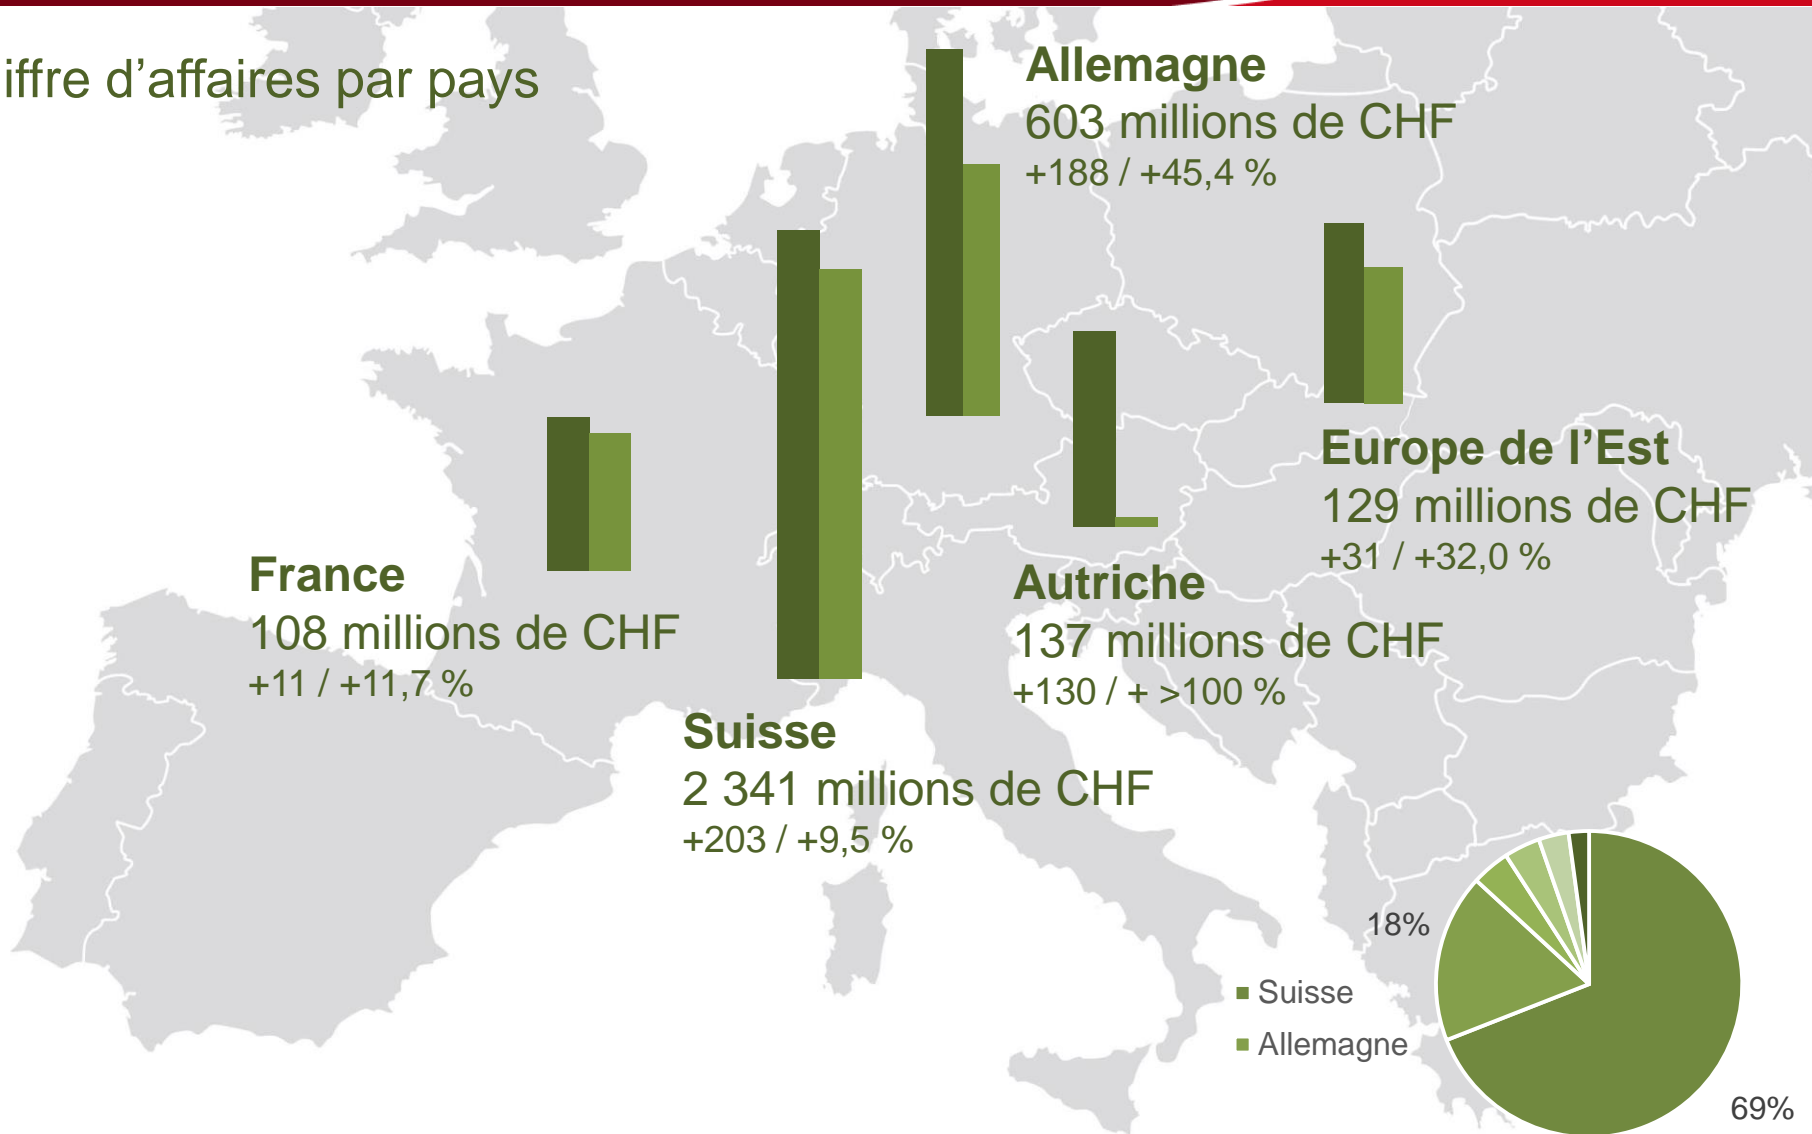 iffre d’affaires par pays
Allemagne
603 millions de CHF
+188 / +45,4 %
Europe de l’Est
129 millions de CHF
+31 / +32,0 %
France
108 millions de CHF
+11 / +11,7 %
Autriche
137 millions de CHF
+130 / + >100 %
Suisse
2 341 millions de CHF
+203 / +9,5 %
18%
Suisse
Allemagne
69%